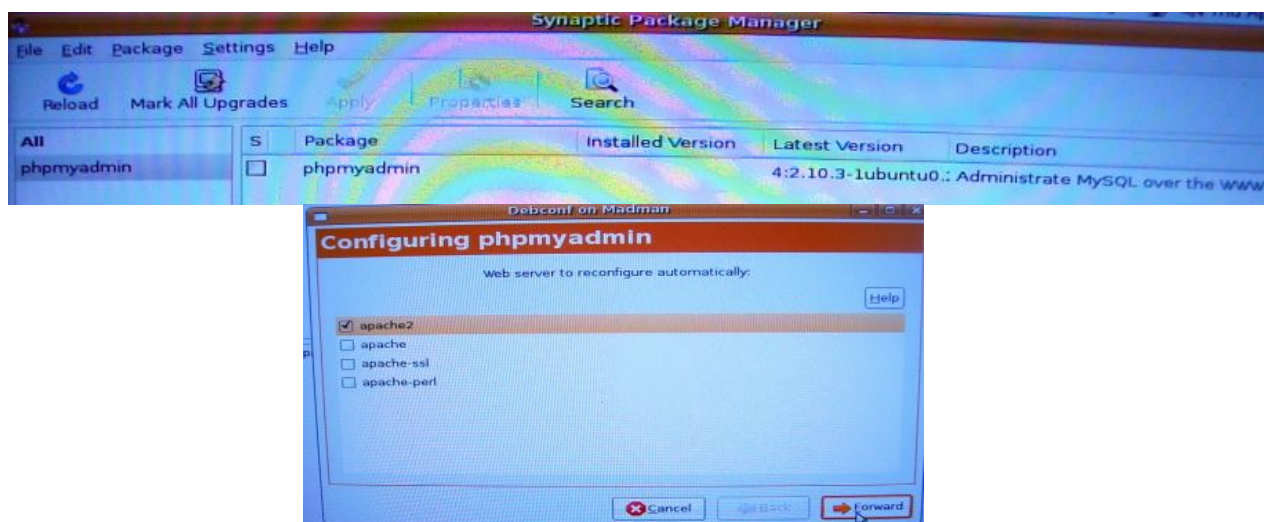 Synaptic Package Manager
File Edit Package Settings Help
Reload Mark All Upgrades Apply Properties Search
All S Package Installed Version Latest Version Description
phpmyadmin phpmyadmin 4:2.10.3-1ubuntu0.: Administrate MySQL over the WWW
Debconf on Madman
Configuring phpmyadmin
Web server to reconfigure automatically:
Help
apache2
apache
apache-ssl
apache-perl
Cancel Back Forward